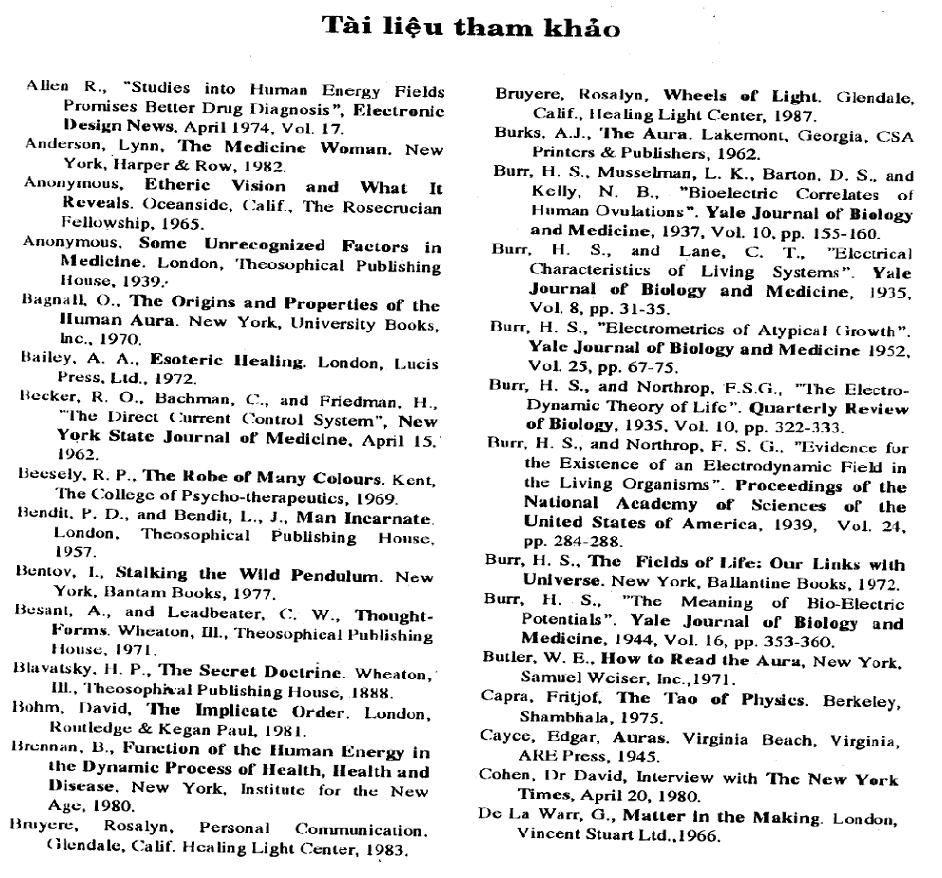 Tài liệu tham khảo
Allen R., "Studies into Human Energy Fields
Promises Better Drug Diagnosis", Electronic
Design News, April 1974, Vol. 17.
Anderson, Lynn, The Medicine Woman. New
York, Harper & Row, 1982.
Anonymous, Etheric Vision and What It
Reveals. Oceanside, Calif., The Rosecrucian
Fellowship, 1965.
Anonymous, Some Unrecognized Factors in
Medicine. London, Theosophical Publishing
House, 1939.
Bagnall, O., The Origins and Properties of the
Human Aura. New York, University Books,
Inc., 1970.
Bailey, A. A., Esoteric Healing. London, Lucis
Press, Ltd., 1972.
Becker, R. O., Bachman, C., and Friedman, H.,
"The Direct Current Control System", New
York State Journal of Medicine, April 15,
1962.
Beesely, R. P., The Robe of Many Colours. Kent,
The College of Psycho-therapeutics, 1969.
Bendit, P. D., and Bendit, L., J., Man Incarnate.
London, Theosophical Publishing House,
1957.
Bentov, I., Stalking the Wild Pendulum. New
York, Bantam Books, 1977.
Besant, A., and Leadbeater, C. W., Thought-
Forms. Wheaton, Ill., Theosophical Publishing
House, 1971.
Blavatsky, H. P., The Secret Doctrine. Wheaton,
Ill., Theosophical Publishing House, 1888.
Bohm, David, The Implicate Order. London,
Routledge & Kegan Paul, 1981.
Brennan, B., Function of the Human Energy in
the Dynamic Process of Health, Health and
Disease. New York, Institute for the New
Age, 1980.
Bruyere, Rosalyn, Personal Communication.
Glendale, Calif. Healing Light Center, 1983.
Bruyere, Rosalyn, Wheels of Light. Glendale,
Calif., Healing Light Center, 1987.
Burks, A.J., The Aura. Lakemont, Georgia, CSA
Printers & Publishers, 1962.
Burr, H. S., Musselman, L. K., Barton, D. S., and
Kelly, N. B., "Bioelectric Correlates of
Human Ovulations". Yale Journal of Biology
and Medicine, 1937, Vol. 10, pp. 155-160.
Burr, H. S., and Lane, C. T., "Electrical
Characteristics of Living Systems". Yale
Journal of Biology and Medicine, 1935,
Vol. 8, pp. 31-35.
Burr, H. S., "Electrometrics of Atypical Growth".
Yale Journal of Biology and Medicine 1952,
Vol. 25, pp. 67-75.
Burr, H. S., and Northrop, F.S.G., "The Electro-
Dynamic Theory of Life". Quarterly Review
of Biology, 1935, Vol. 10, pp. 322-333.
Burr, H. S., and Northrop, F. S. G., "Evidence for
the Existence of an Electrodynamic Field in
the Living Organisms". Proceedings of the
National Academy of Sciences of the
United States of America, 1939, Vol. 24,
pp. 284-288.
Burr, H. S., The Fields of Life: Our Links with
Universe. New York, Ballantine Books, 1972.
Burr, H. S., "The Meaning of Bio-Electric
Potentials". Yale Journal of Biology and
Medicine, 1944, Vol. 16, pp. 353-360.
Butler, W. E., How to Read the Aura, New York,
Samuel Weiser, Inc.,1971.
Capra, Fritjof, The Tao of Physics. Berkeley,
Shambhala, 1975.
Cayce, Edgar, Auras. Virginia Beach, Virginia,
ARE Press, 1945.
Cohen, Dr David, Interview with The New York
Times, April 20, 1980.
De La Warr, G., Matter in the Making. London,
Vincent Stuart Ltd.,1966.